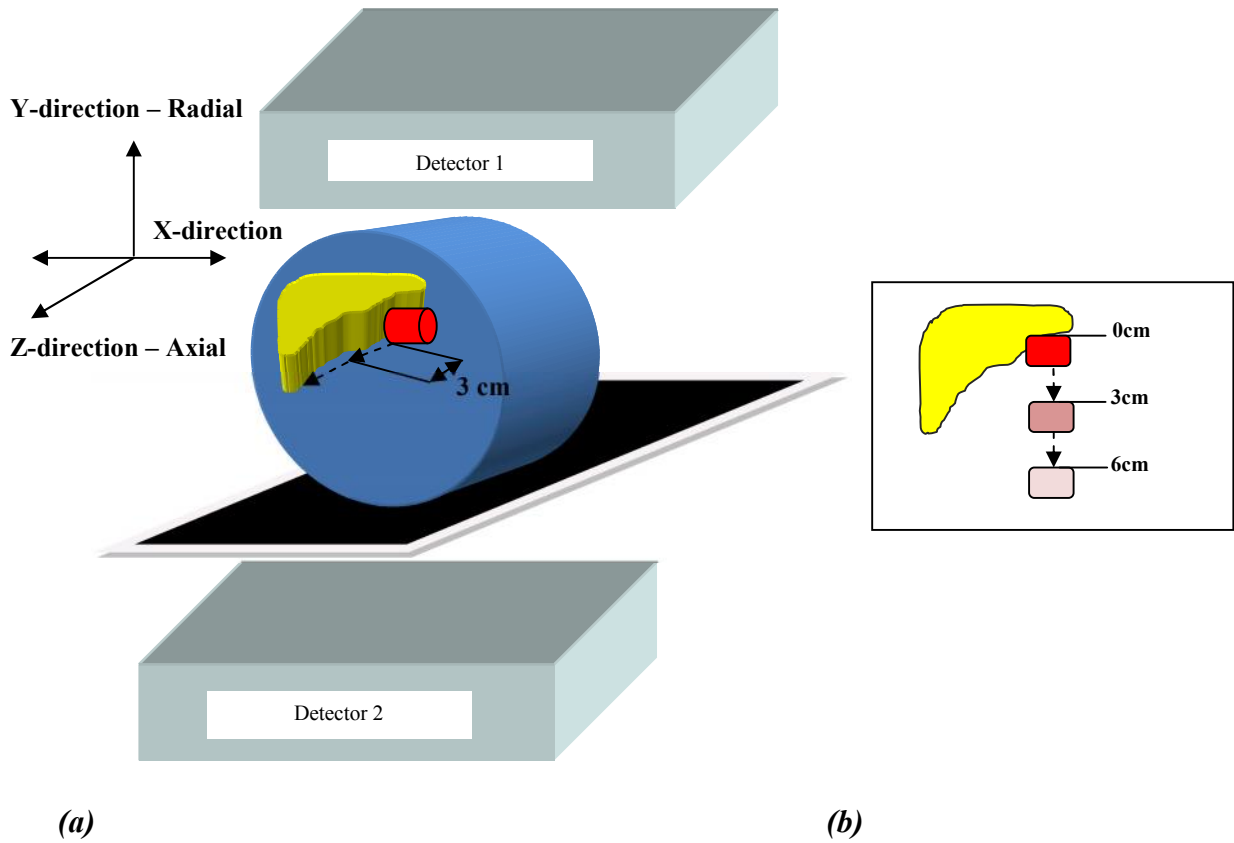 Y-direction – Radial
Detector 1
X-direction
Z-direction – Axial
3 cm
0cm
3cm
6cm
Detector 2
(a)
(b)